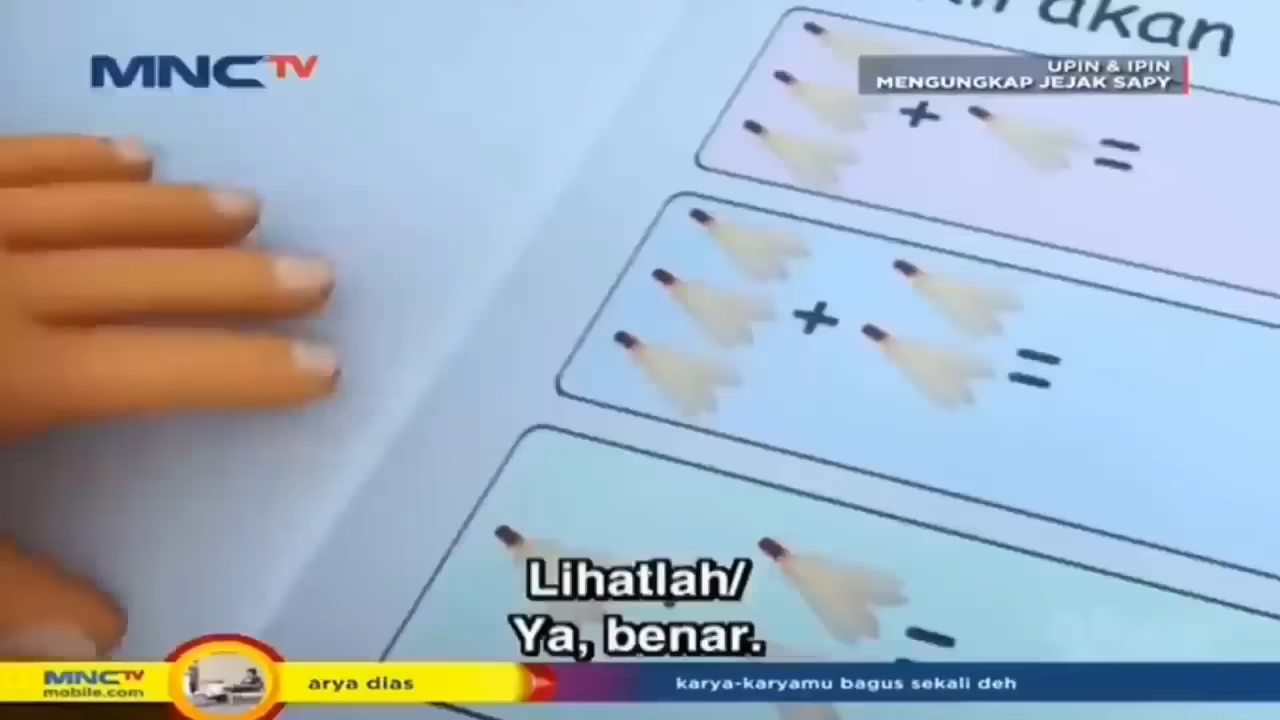 akan
MNCTV
UPIN & IPIN
MENGUNGKAP JEJAK SAPY
+ =
+ =
Lihatlah/
Ya, benar.
MNCTV
mobile.com
arya dias
karya-karyamu bagus sekali deh